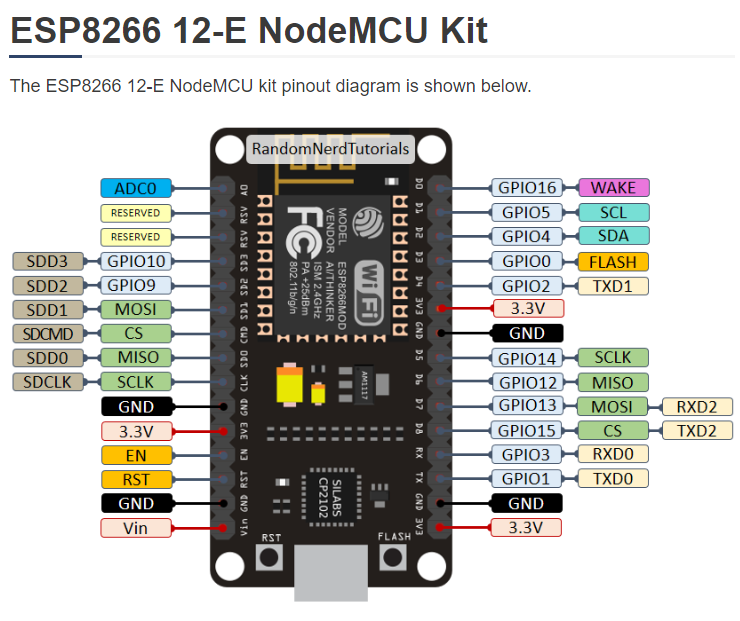 ESP8266 12-E NodeMCU Kit
The ESP8266 12-E NodeMCU kit pinout diagram is shown below.
RandomNerdTutorials
ADC0
RESERVED
RESERVED
SDD3 GPIO10
SDD2 GPIO9
SDD1 MOSI
SDCMD CS
SDD0 MISO
SDCLK SCLK
GND
3.3V
EN
RST
GND
Vin
A0
RSV
RSV
SD3
SD2
SD1
CMD
SD0
CLK
GND
3V3
EN
RST
GND
Vin
MODEL ESP8266MOD
VENDOR AI/THINKER
ISM 2.4GHz
PA +25dBm
802.11b/g/n
FC
WiFi
AM1117
SILABS
CP2102
RST
FLASH
D0
D1
D2
D3
D4
3V3
GND
D5
D6
D7
D8
RX
TX
GND
3V3
GPIO16 WAKE
GPIO5 SCL
GPIO4 SDA
GPIO0 FLASH
GPIO2 TXD1
3.3V
GND
GPIO14 SCLK
GPIO12 MISO
GPIO13 MOSI RXD2
GPIO15 CS TXD2
GPIO3 RXD0
GPIO1 TXD0
GND
3.3V